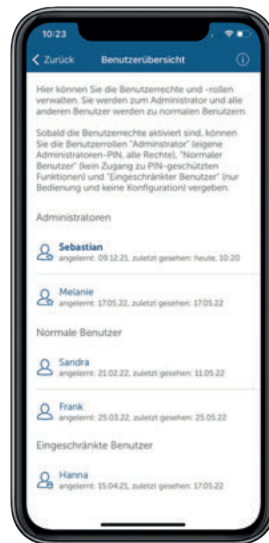 10:23
Zurück Benutzerübersicht
Hier können Sie die Benutzerrechte und -rollen
verwalten. Sie werden zum Administrator und alle
anderen Benutzer werden zu normalen Benutzern.
Sobald die Benutzerrechte aktiviert sind, können
Sie die Benutzerrollen "Adminstrator" (eigene
Administratoren-PIN, alle Rechte), "Normaler
Benutzer" (kein Zugang zu PIN-geschützten
Funktionen) und "Eingeschränkter Benutzer" (nur
Bedienung und keine Konfiguration) vergeben.
Administratoren
Sebastian
angelernt: 09.12.21, zuletzt gesehen: heute, 10:20
Melanie
angelernt: 17.05.22, zuletzt gesehen: 17.05.22
Normale Benutzer
Sandra
angelernt: 21.02.22, zuletzt gesehen: 11.05.22
Frank
angelernt: 25.03.22, zuletzt gesehen: 25.05.22
Eingeschränkte Benutzer
Hanna
angelernt: 15.04.21, zuletzt gesehen: 17.05.22